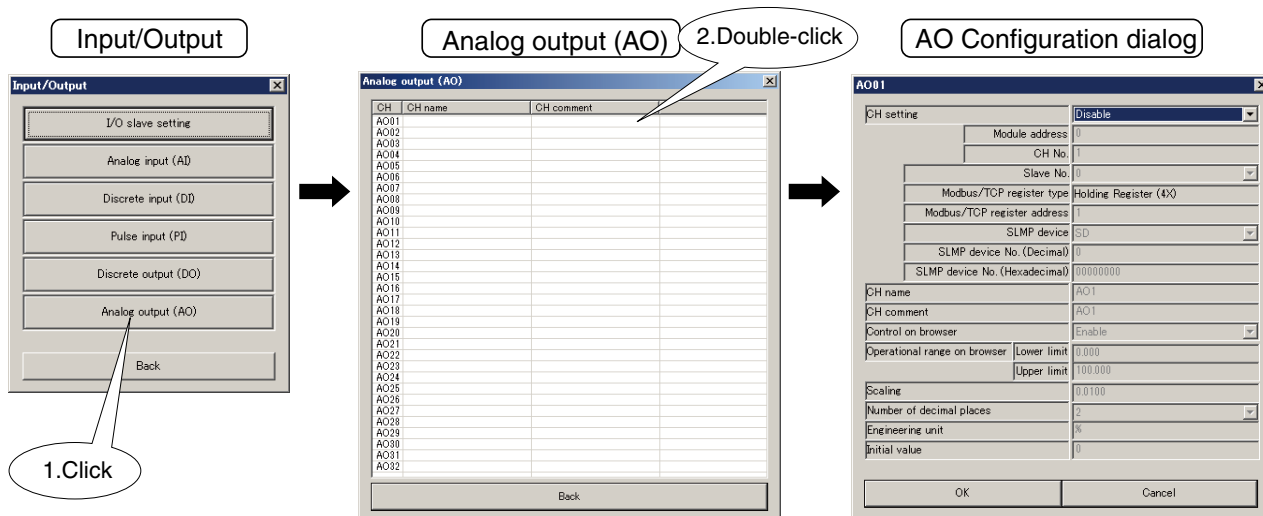 Input/Output
Analog output (AO)
2.Double-click
AO Configuration dialog
Input/Output
I/O slave setting
Analog input (AI)
Discrete input (DI)
Pulse input (PI)
Discrete output (DO)
Analog output (AO)
Back
1.Click
Analog output (AO)
CH CH name CH comment
AO01
AO02
AO03
AO04
AO05
AO06
AO07
AO08
AO09
AO10
AO11
AO12
AO13
AO14
AO15
AO16
AO17
AO18
AO19
AO20
AO21
AO22
AO23
AO24
AO25
AO26
AO27
AO28
AO29
AO30
AO31
AO32
Back
AO01
CH setting Disable
Module address 0
CH No. 1
Slave No. 0
Modbus/TCP register type Holding Register (4X)
Modbus/TCP register address 1
SLMP device SD
SLMP device No. (Decimal) 0
SLMP device No. (Hexadecimal) 00000000
CH name AO1
CH comment AO1
Control on browser Enable
Operational range on browser Lower limit 0.000
Upper limit 100.000
Scaling 0.0100
Number of decimal places 2
Engineering unit %
Initial value 0
OK Cancel